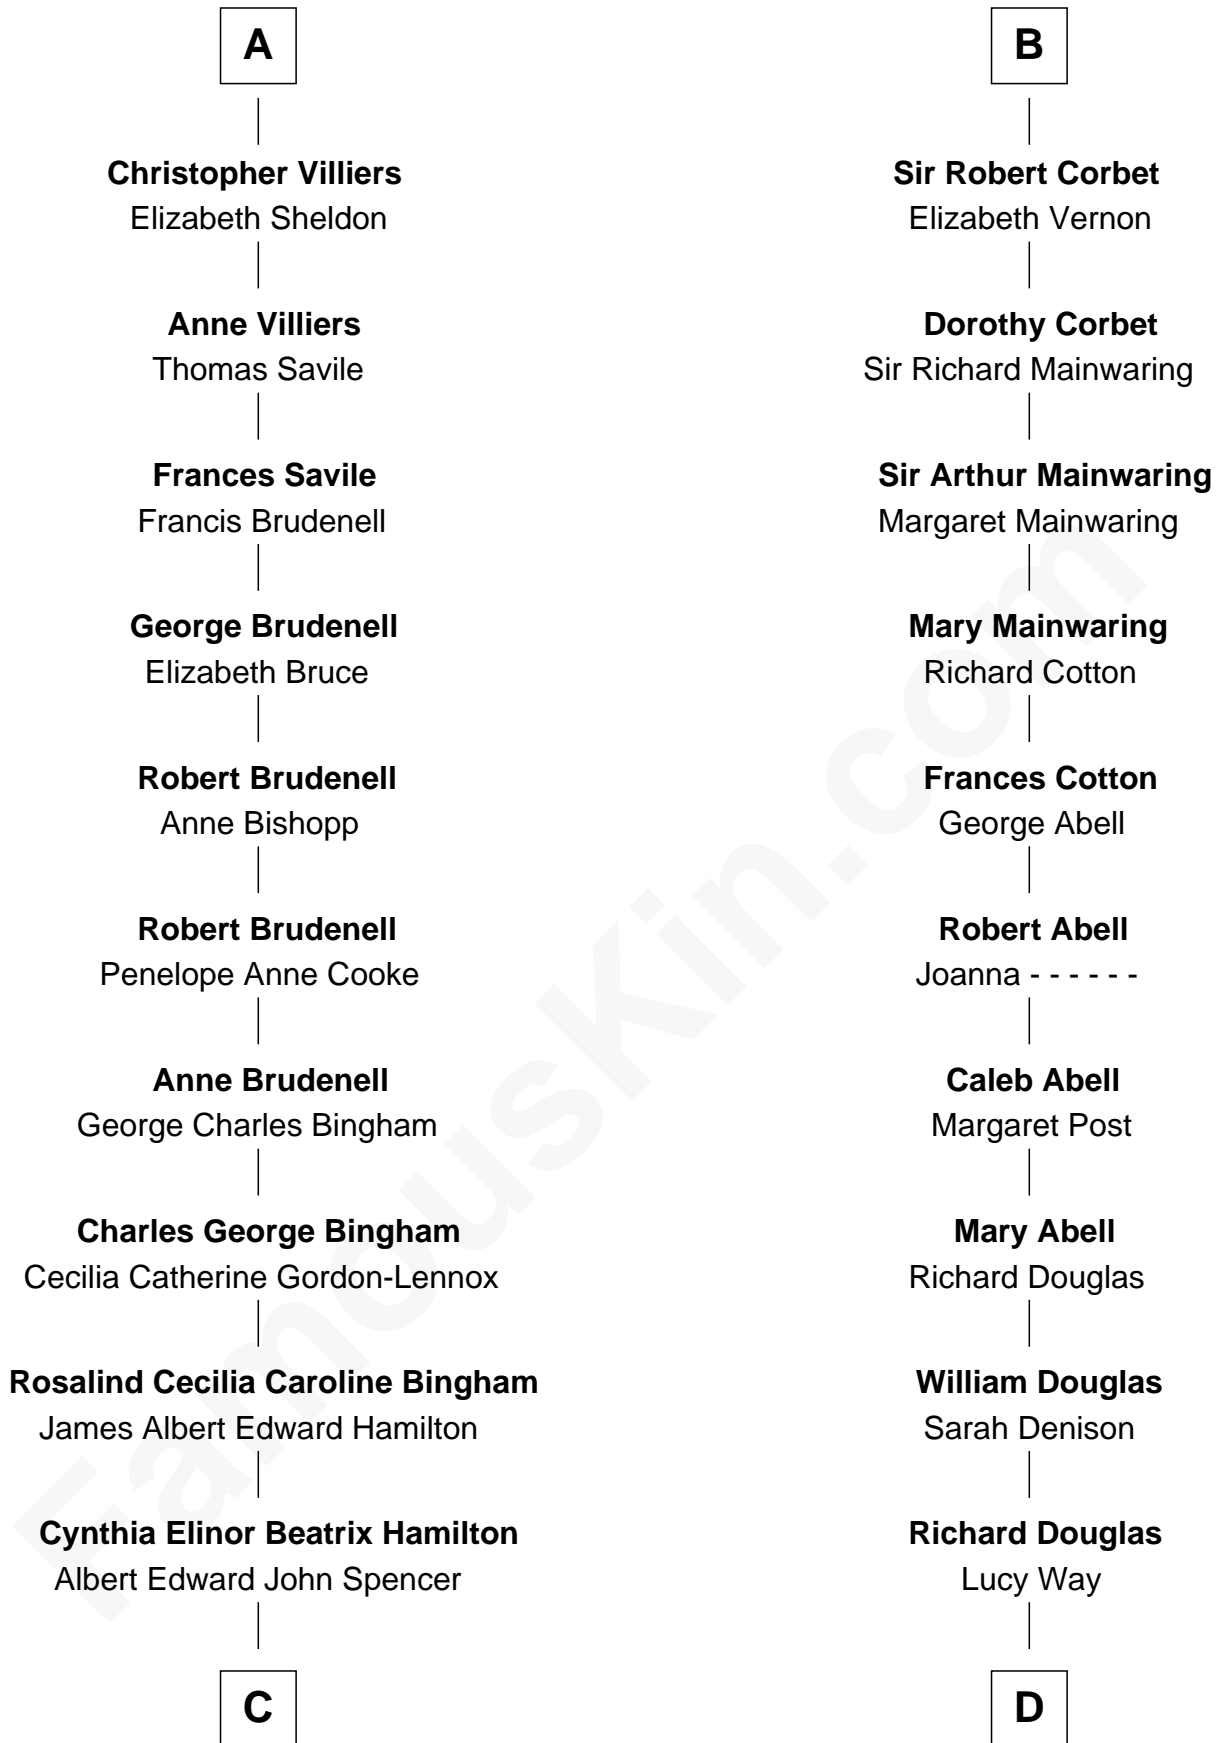 A
Christopher Villiers
Elizabeth Sheldon
Anne Villiers
Thomas Savile
Frances Savile
Francis Brudenell
George Brudenell
Elizabeth Bruce
Robert Brudenell
Anne Bishopp
Robert Brudenell
Penelope Anne Cooke
Anne Brudenell
George Charles Bingham
Charles George Bingham
Cecilia Catherine Gordon-Lennox
Rosalind Cecilia Caroline Bingham
James Albert Edward Hamilton
Cynthia Elinor Beatrix Hamilton
Albert Edward John Spencer
C
B
Sir Robert Corbet
Elizabeth Vernon
Dorothy Corbet
Sir Richard Mainwaring
Sir Arthur Mainwaring
Margaret Mainwaring
Mary Mainwaring
Richard Cotton
Frances Cotton
George Abell
Robert Abell
Joanna - - - - - -
Caleb Abell
Margaret Post
Mary Abell
Richard Douglas
William Douglas
Sarah Denison
Richard Douglas
Lucy Way
D
FamousKin.com